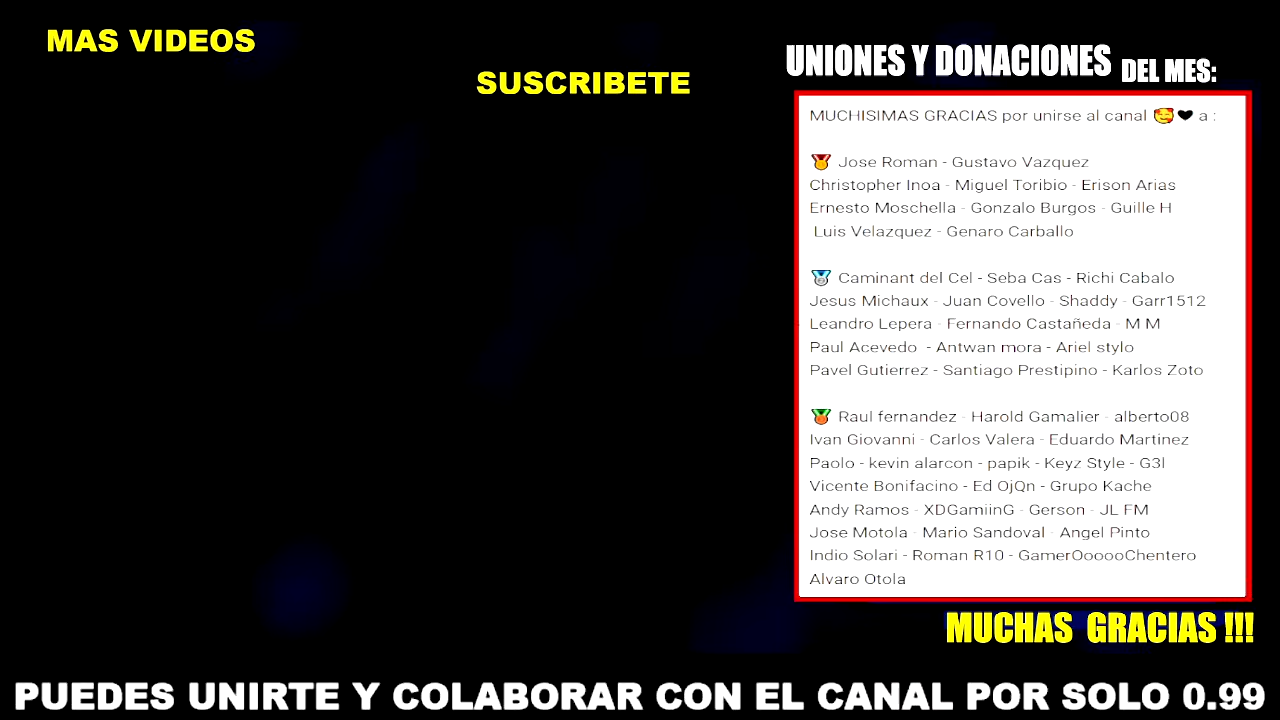 MAS VIDEOS
SUSCRIBETE
UNIONES Y DONACIONES DEL MES:
MUCHISIMAS GRACIAS por unirse al canal 🥰🖤 a :
🥇 Jose Roman - Gustavo Vazquez
Christopher Inoa - Miguel Toribio - Erison Arias
Ernesto Moschella - Gonzalo Burgos - Guille H
Luis Velazquez - Genaro Carballo
🥈 Caminant del Cel - Seba Cas - Richi Cabalo
Jesus Michaux - Juan Covello - Shaddy - Garr1512
Leandro Lepera - Fernando Castañeda - M M
Paul Acevedo - Antwan mora - Ariel stylo
Pavel Gutierrez - Santiago Prestipino - Karlos Zoto
🥉 Raul fernandez - Harold Gamalier - alberto08
Ivan Giovanni - Carlos Valera - Eduardo Martinez
Paolo - kevin alarcon - papik - Keyz Style - G3l
Vicente Bonifacino - Ed OjQn - Grupo Kache
Andy Ramos - XDGamiinG - Gerson - JL FM
Jose Motola - Mario Sandoval - Angel Pinto
Indio Solari - Roman R10 - GamerOooooChentero
Alvaro Otola
MUCHAS GRACIAS !!!
PUEDES UNIRTE Y COLABORAR CON EL CANAL POR SOLO 0.99